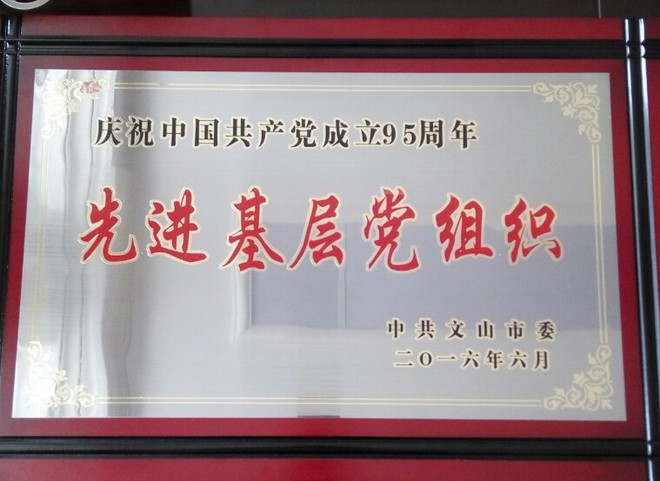 庆祝中国共产党成立95周年
先进基层党组织
中共文山市委
二〇一六年六月